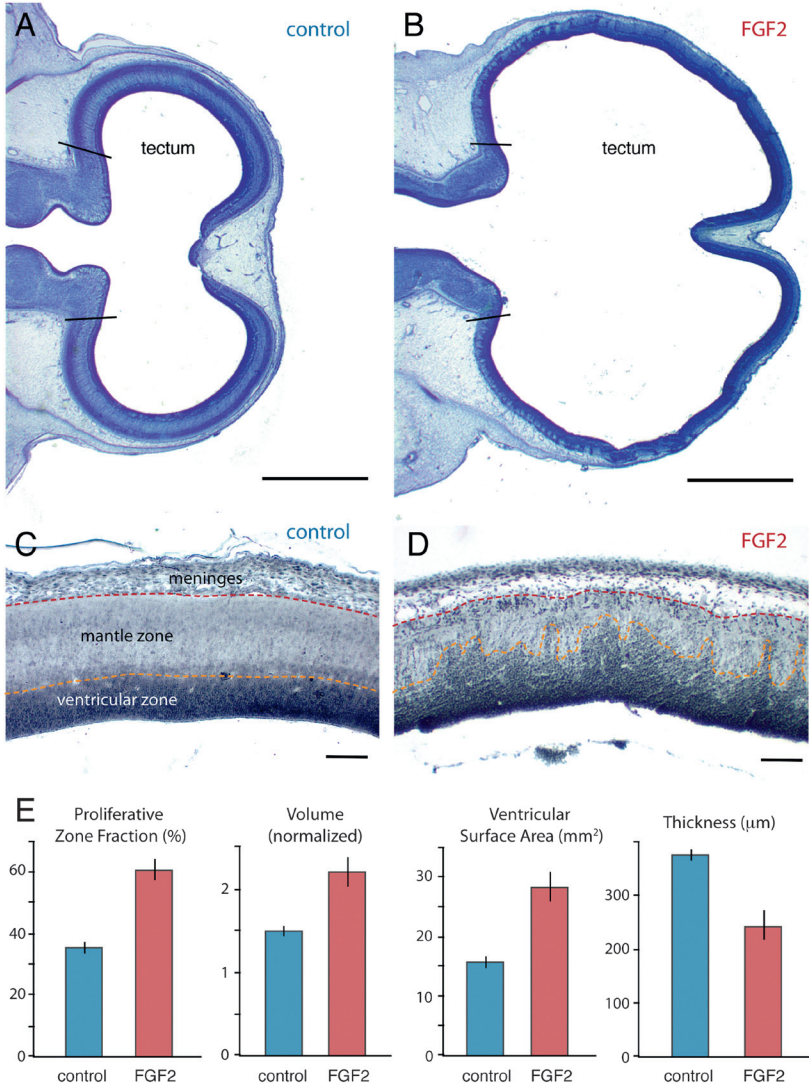 A
control
tectum
B
FGF2
tectum
C
control
meninges
mantle zone
ventricular zone
D
FGF2
E
Proliferative
Zone Fraction (%)
60
40
20
0
control
FGF2
Volume
(normalized)
2
1
0
control
FGF2
Ventricular
Surface Area (mm²)
30
20
10
0
control
FGF2
Thickness (µm)
300
200
100
0
control
FGF2